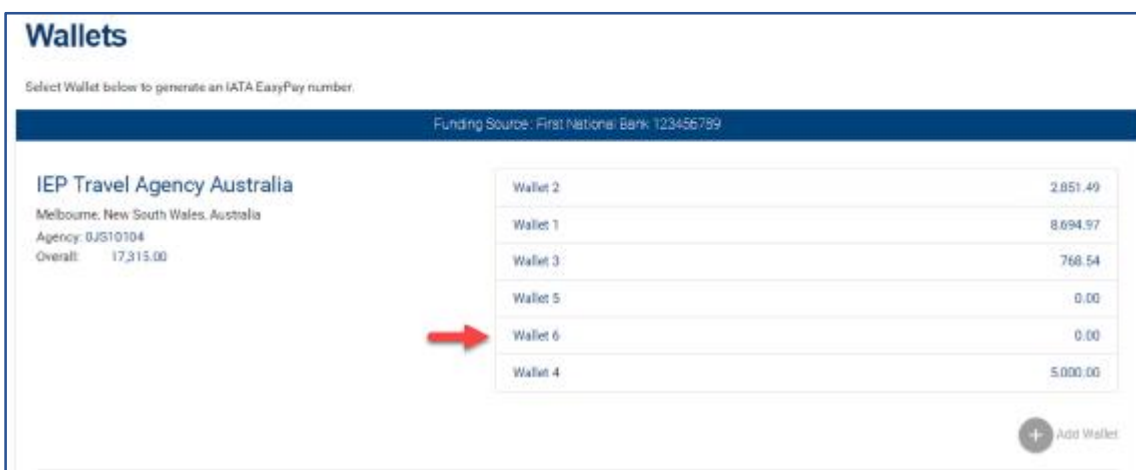 Wallets
Select Wallet below to generate an IATA EasyPay number.
Funding Source: First National Bank 123456789
IEP Travel Agency Australia
Melbourne, New South Wales, Australia
Agency: 0JS10104
Overall: 17,315.00
Wallet 2 2,851.49
Wallet 1 8,694.97
Wallet 3 768.54
Wallet 5 0.00
Wallet 6 0.00
Wallet 4 5,000.00
+ Add Wallet